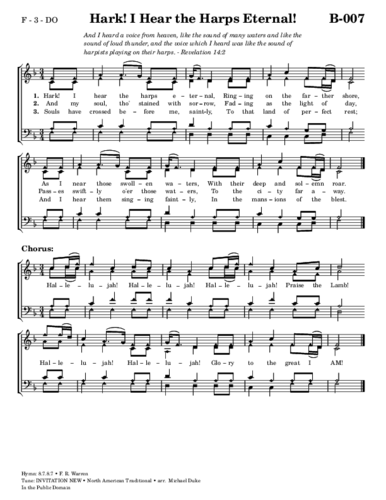 F - 3 - DO Hark! I Hear the Harps Eternal! B-007
And I heard a voice from heaven, like the sound of many waters and like the
sound of loud thunder, and the voice which I heard was like the sound of
harpists playing on their harps. - Revelation 14:2
1. Hark! I hear the harps e - ter-nal, Ring-ing on the far-ther shore,
2. And my soul, tho' stained with sor-row, Fad-ing as the light of day,
3. Souls have crossed be - fore me, saint-ly, To that land of per-fect rest;
As I near those swoll-en wa-ters, With their deep and sol-emn roar.
Pass-es swift-ly o'er those wat-ers, To the ci-ty far a-way.
And I hear them sing-ing faint-ly, In the man-sions of the blest.
Chorus:
Hal - le - lu - jah! Hal - le - lu - jah! Hal - le - lu - jah! Praise the Lamb!
Hal - le - lu - jah! Hal - le - lu - jah! Glo - ry to the great I AM!
Hymn: 8.7.8.7 • F. R. Warren
Tune: INVITATION NEW • North American Traditional • arr. Michael Duke
In the Public Domain